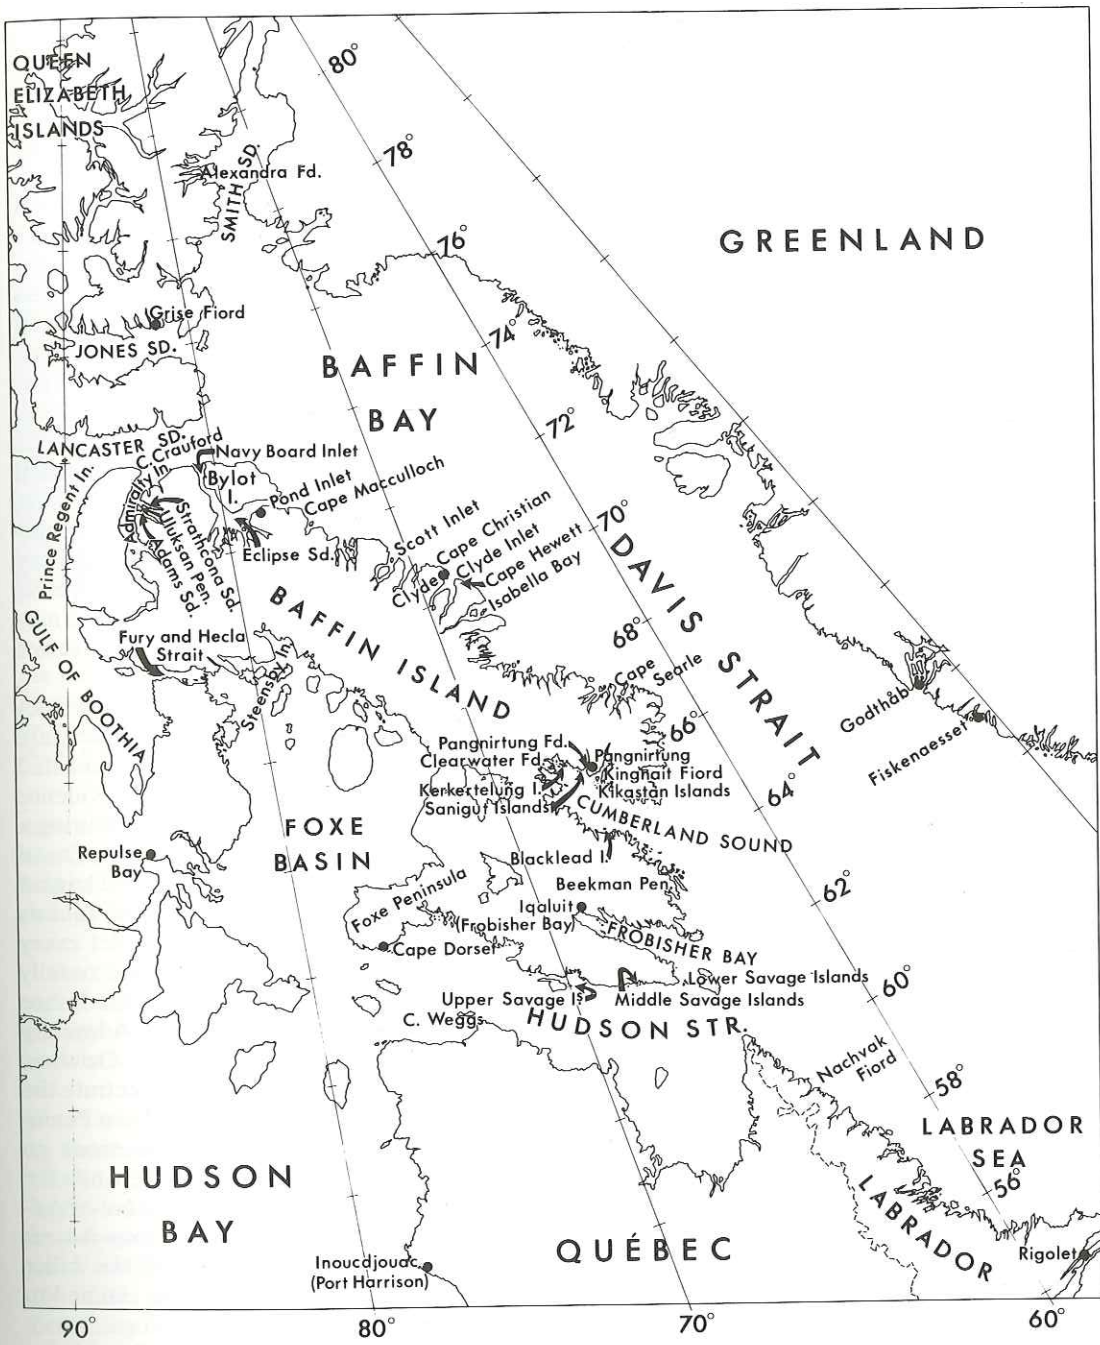 QUEEN
ELIZABETH
ISLANDS
80°
78°
Alexandra Fd.
SMITH SD.
76°
GREENLAND
Grise Fiord
74°
JONES SD.
BAFFIN
BAY
72°
LANCASTER SD.
C. Crauford
Navy Board Inlet
Admiralty In.
Bylot
I.
Pond Inlet
Cape Macculloch
Prince Regent In.
Strathcona Sd.
Uluksan Pen.
Adams Sd.
Eclipse Sd.
Scott Inlet
Cape Christian
Clyde Inlet
Clyde
Cape Hewett
Isabella Bay
70°
DAVIS STRAIT
BAFFIN ISLAND
68°
GULF OF BOOTHIA
Fury and Hecla
Strait
Steensby In.
Cape
Searle
66°
Godthåb
Fiskenaesset
Pangnirtung Fd.
Clearwater Fd.
Pangnirtung
Kingnait Fiord
Kikastan Islands
Kerkertelung I.
Sanigut Islands
64°
CUMBERLAND SOUND
FOXE
BASIN
Repulse
Bay
Blacklead I.
Beekman Pen.
62°
Foxe Peninsula
Iqaluit
(Frobisher Bay)
FROBISHER BAY
Cape Dorset
Lower Savage Islands
Upper Savage Is.
Middle Savage Islands
60°
C. Weggs
HUDSON STR.
Nachvak
Fiord
58°
LABRADOR
SEA
56°
HUDSON
BAY
LABRADOR
QUÉBEC
Rigolet
Inoucdjouac
(Port Harrison)
90°
80°
70°
60°